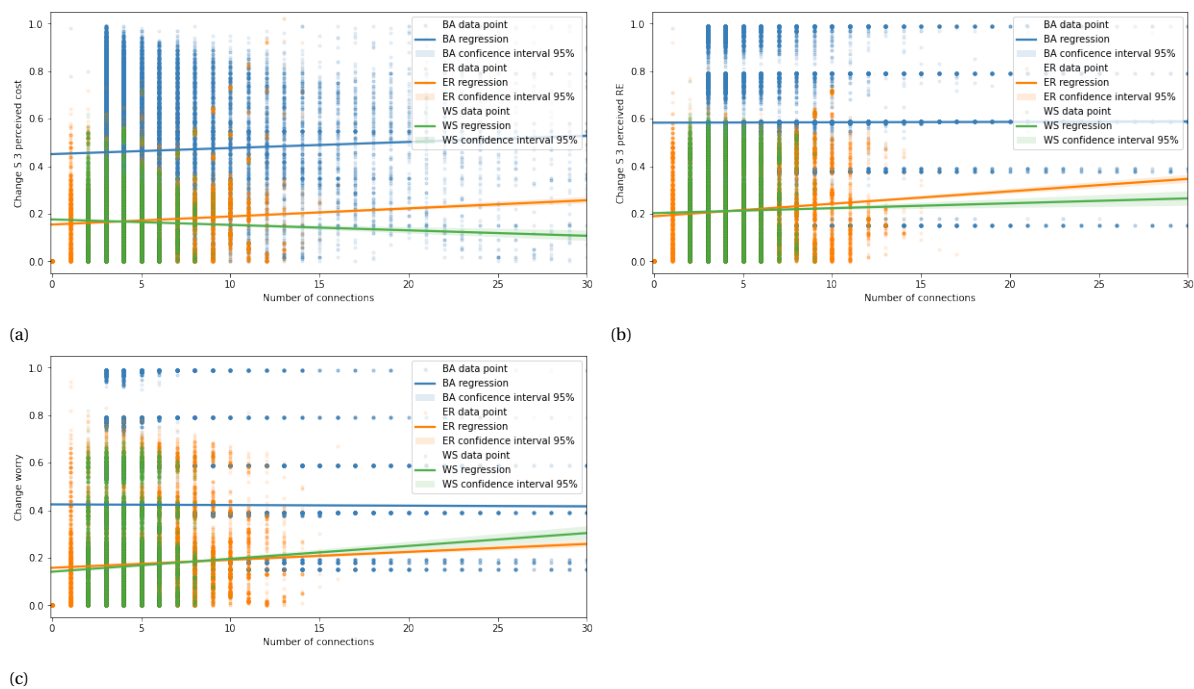 1.0
0.8
0.6
0.4
0.2
0.0
Change S 3 perceived cost
0 5 10 15 20 25 30
Number of connections
BA data point
BA regression
BA conficence interval 95%
ER data point
ER regression
ER confidence interval 95%
WS data point
WS regression
WS confidence interval 95%
(a)
1.0
0.8
0.6
0.4
0.2
0.0
Change S 3 perceived RE
0 5 10 15 20 25 30
Number of connections
BA data point
BA regression
BA conficence interval 95%
ER data point
ER regression
ER confidence interval 95%
WS data point
WS regression
WS confidence interval 95%
(b)
1.0
0.8
0.6
0.4
0.2
0.0
Change worry
0 5 10 15 20 25 30
Number of connections
BA data point
BA regression
BA conficence interval 95%
ER data point
ER regression
ER confidence interval 95%
WS data point
WS regression
WS confidence interval 95%
(c)